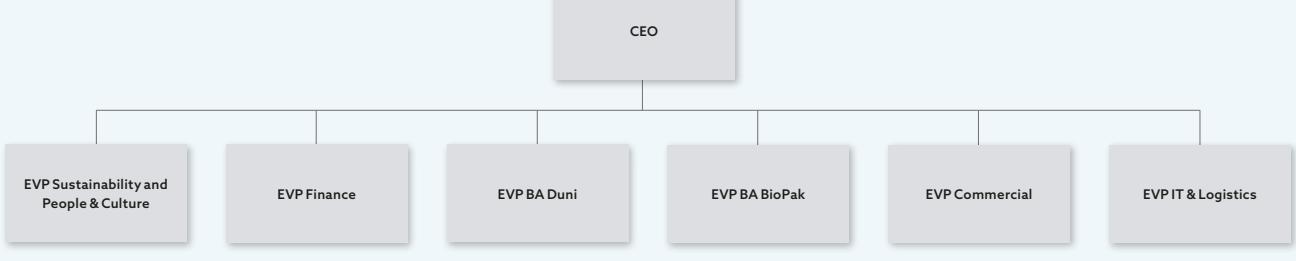 CEO
EVP Sustainability and
People & Culture
EVP Finance
EVP BA Duni
EVP BA BioPak
EVP Commercial
EVP IT & Logistics